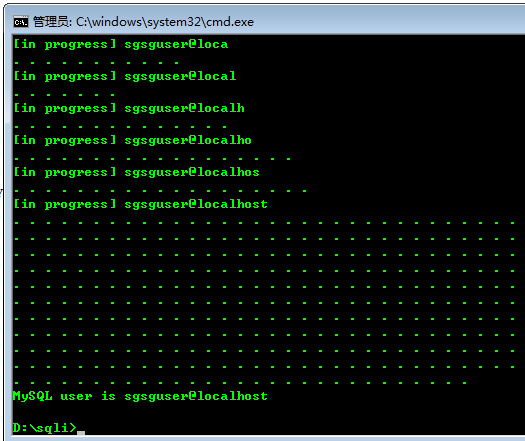 管理员: C:\windows\system32\cmd.exe
[in progress] sgsguser@loca
. . . . . . . . . . .
[in progress] sgsguser@local
. . . . . . .
[in progress] sgsguser@localh
. . . . . . . . . . . . . .
[in progress] sgsguser@localho
. . . . . . . . . . . . . . . . . .
[in progress] sgsguser@localhos
. . . . . . . . . . . . . . . . . . .
[in progress] sgsguser@localhost
. . . . . . . . . . . . . . . . . . . . . . . . . . . . . . . .
. . . . . . . . . . . . . . . . . . . . . . . . . . . . . . . .
. . . . . . . . . . . . . . . . . . . . . . . . . . . . . . . .
. . . . . . . . . . . . . . . . . . . . . . . . . . . . . . . .
. . . . . . . . . . . . . . . . . . . . . . . . . . . . . . . .
. . . . . . . . . . . . . . . . . . . . . . . . . . . . . . . .
. . . . . . . . . . . . . . . . . . . . . . . . . . . . . . . .
. . . . . . . . . . . . . . . . . . . . . . . . . . . . . . . .
. . . . . . . . . . . . . . . . . . . . . . . . . . . . . . . .
. . . . . . . . . . . . . . . . . . . . . . . . . . . . . . . .
. . . . . . . . . . . . . . . . . . . . . . . . . . . . .
MySQL user is sgsguser@localhost
D:\sqli>_